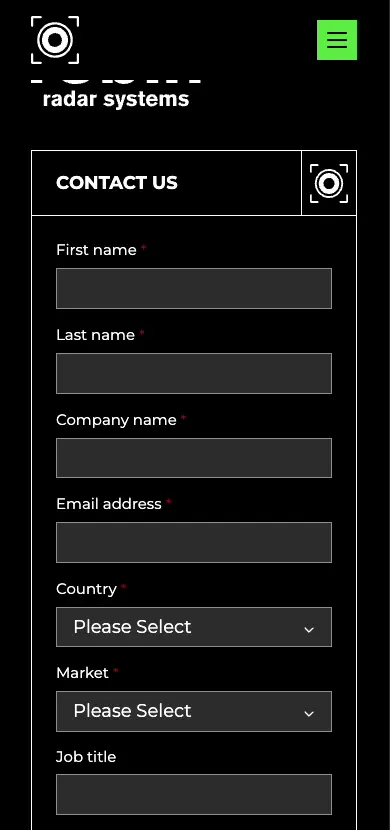 radar systems
CONTACT US
First name *
Last name *
Company name *
Email address *
Country *
Please Select
Market *
Please Select
Job title